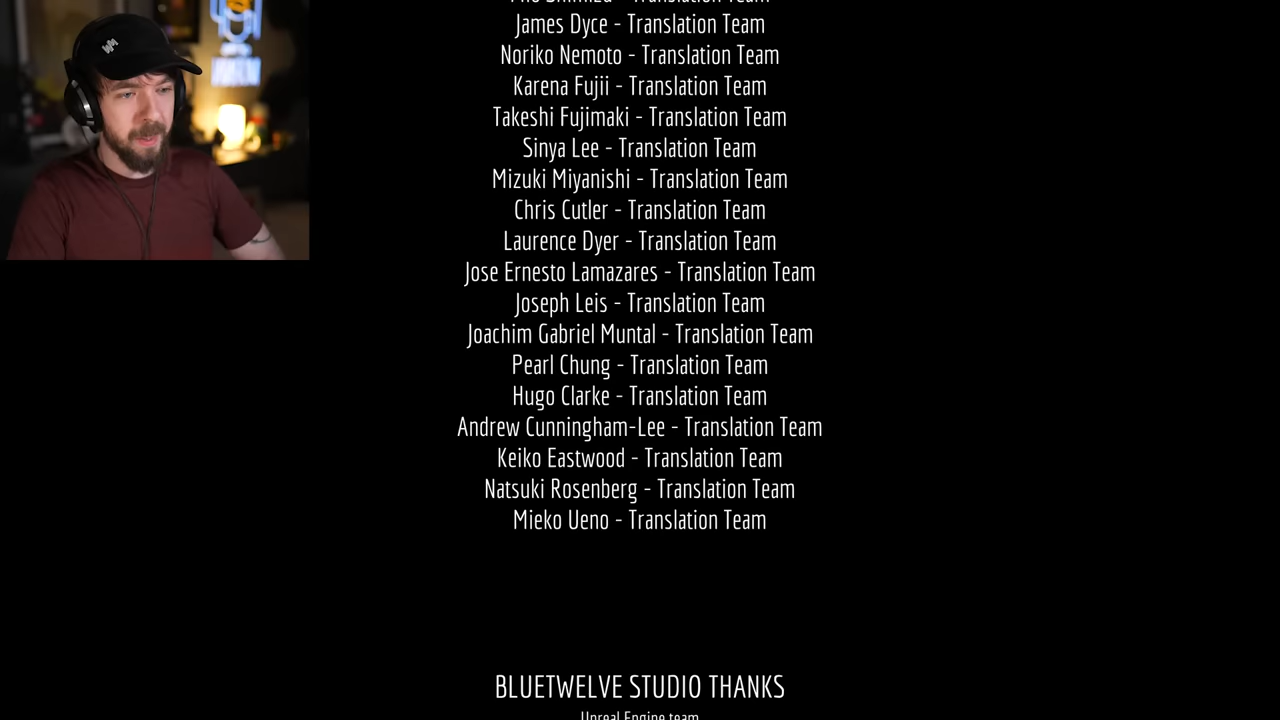 James Dyce - Translation Team
Noriko Nemoto - Translation Team
Karena Fujii - Translation Team
Takeshi Fujimaki - Translation Team
Sinya Lee - Translation Team
Mizuki Miyanishi - Translation Team
Chris Cutler - Translation Team
Laurence Dyer - Translation Team
Jose Ernesto Lamazares - Translation Team
Joseph Leis - Translation Team
Joachim Gabriel Muntal - Translation Team
Pearl Chung - Translation Team
Hugo Clarke - Translation Team
Andrew Cunningham-Lee - Translation Team
Keiko Eastwood - Translation Team
Natsuki Rosenberg - Translation Team
Mieko Ueno - Translation Team
BLUETWELVE STUDIO THANKS
Unreal Engine team